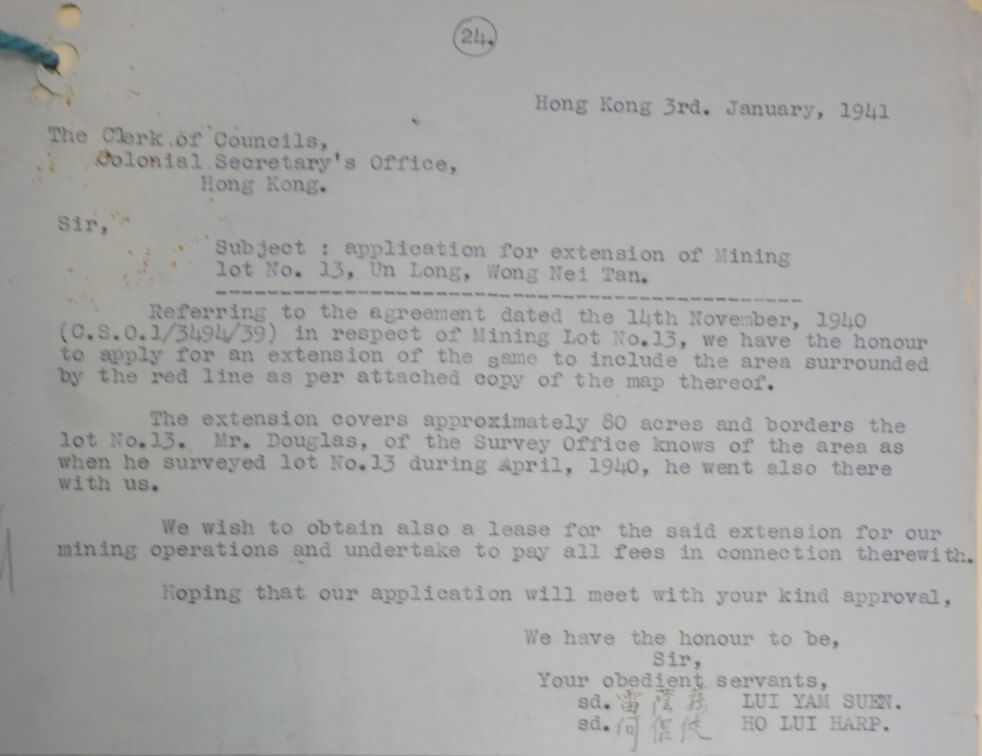 24.
Hong Kong 3rd. January, 1941
The Clerk of Councils,
Colonial Secretary's Office,
Hong Kong.
Sir,
Subject : application for extension of Mining
lot No. 13, Un Long, Wong Nei Tan.
Referring to the agreement dated the 14th November, 1940
(C.S.O.1/3494/39) in respect of Mining Lot No.13, we have the honour
to apply for an extension of the same to include the area surrounded
by the red line as per attached copy of the map thereof.
The extension covers approximately 80 acres and borders the
lot No.13. Mr. Douglas, of the Survey Office knows of the area as
when he surveyed lot No.13 during April, 1940, he went also there
with us.
We wish to obtain also a lease for the said extension for our
mining operations and undertake to pay all fees in connection therewith.
Hoping that our application will meet with your kind approval,
We have the honour to be,
Sir,
Your obedient servants,
sd. 雷蔭蓀 LUI YAM SUEN.
sd. 何侶俠 HO LUI HARP.